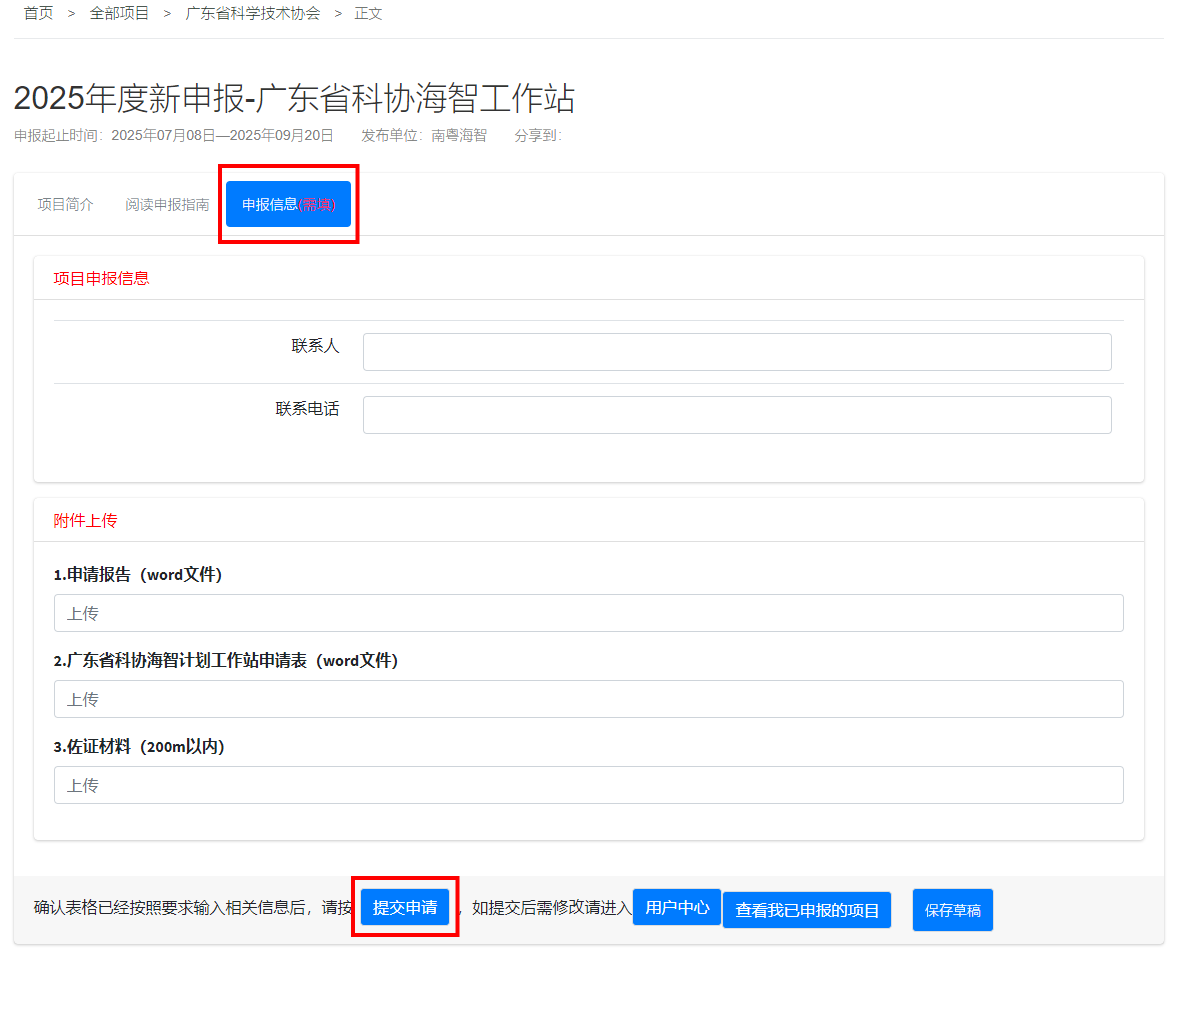 首页 > 全部项目 > 广东省科学技术协会 > 正文
2025年度新申报-广东省科协海智工作站
申报起止时间：2025年07月08日—2025年09月20日 发布单位：南粤海智 分享到：
项目简介 阅读申报指南 申报信息(需填)
项目申报信息
联系人
联系电话
附件上传
1.申请报告（word文件）
上传
2.广东省科协海智计划工作站申请表（word文件）
上传
3.佐证材料（200m以内）
上传
确认表格已经按照要求输入相关信息后，请按 提交申请 ，如提交后需修改请进入 用户中心 查看我已申报的项目 保存草稿